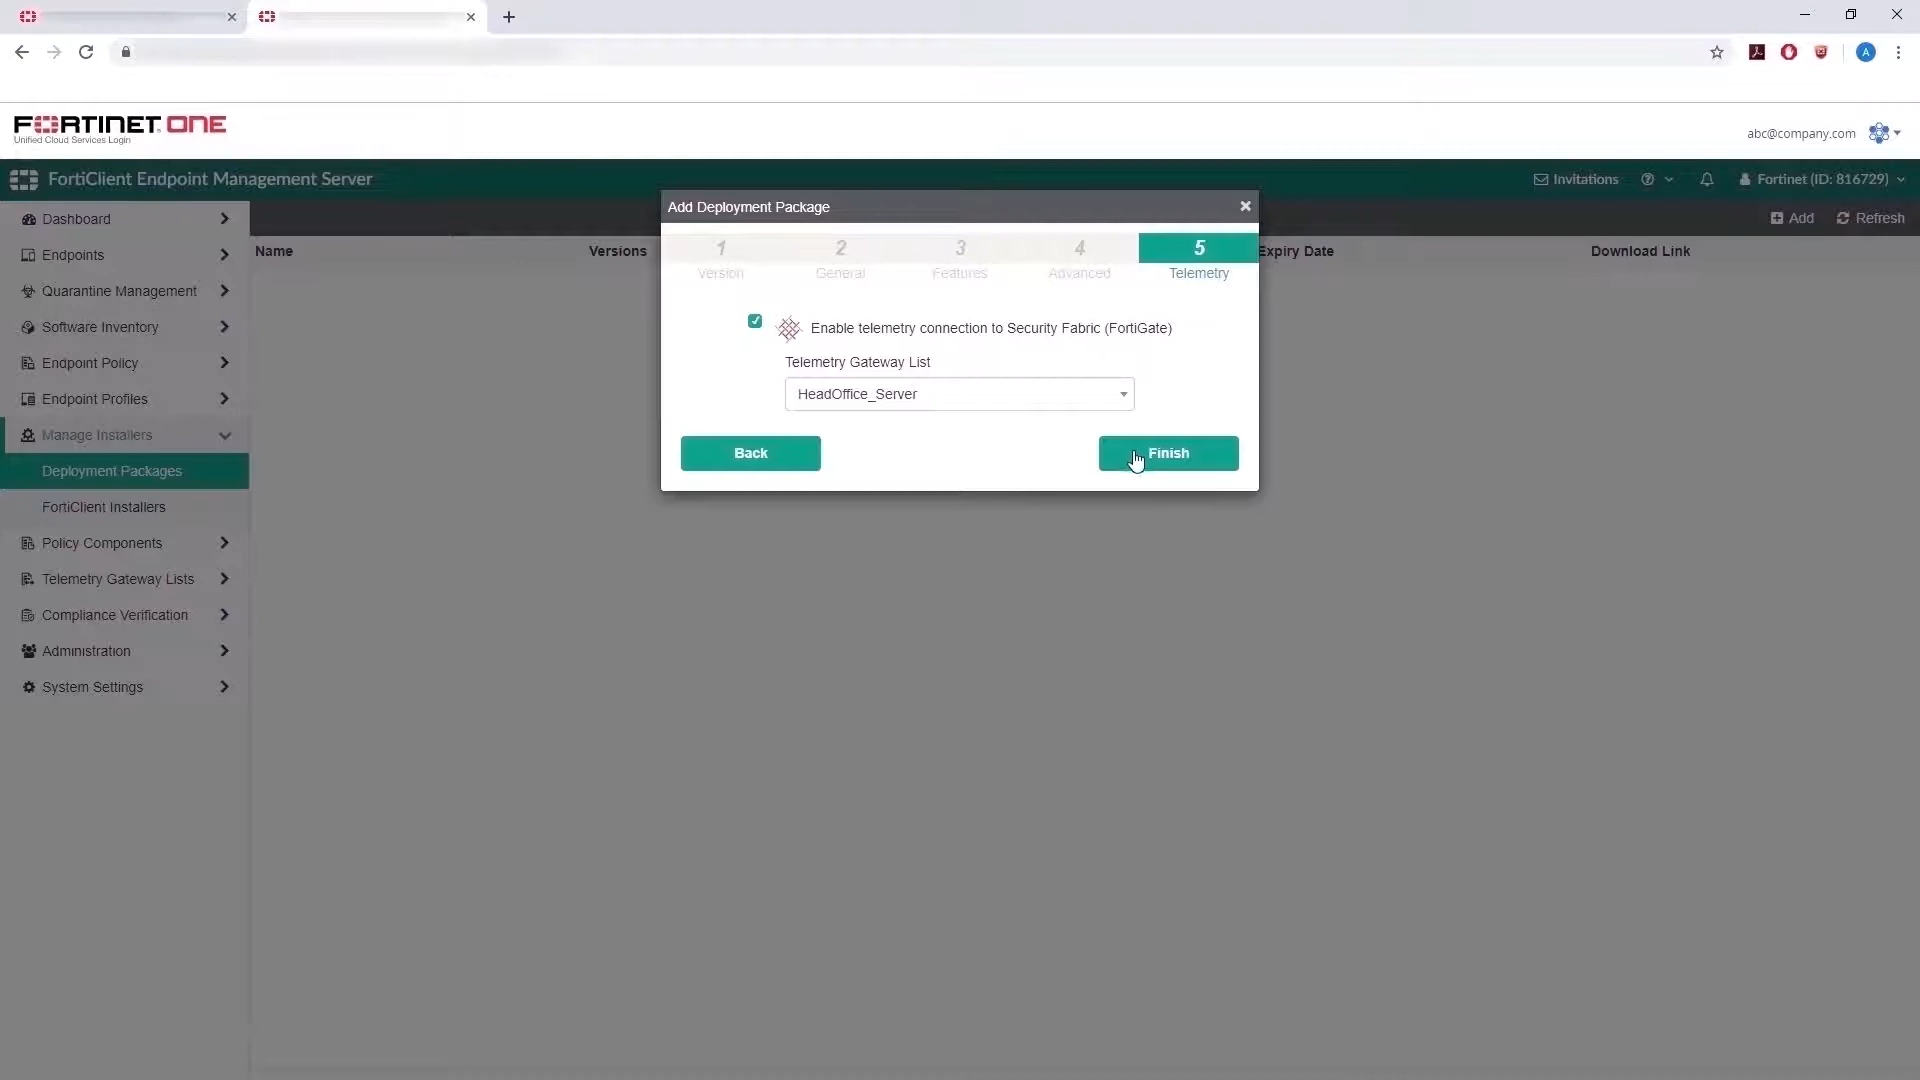 A
FORTINET ONE
Unified Cloud Services Login
abc@company.com
FortiClient Endpoint Management Server
Invitations
Fortinet (ID: 816729)
Dashboard
Endpoints
Quarantine Management
Software Inventory
Endpoint Policy
Endpoint Profiles
Manage Installers
Deployment Packages
FortiClient Installers
Policy Components
Telemetry Gateway Lists
Compliance Verification
Administration
System Settings
Add
Refresh
Name
Versions
Expiry Date
Download Link
Add Deployment Package
1 2 3 4 5
Version General Features Advanced Telemetry
Enable telemetry connection to Security Fabric (FortiGate)
Telemetry Gateway List
HeadOffice_Server
Back
Finish